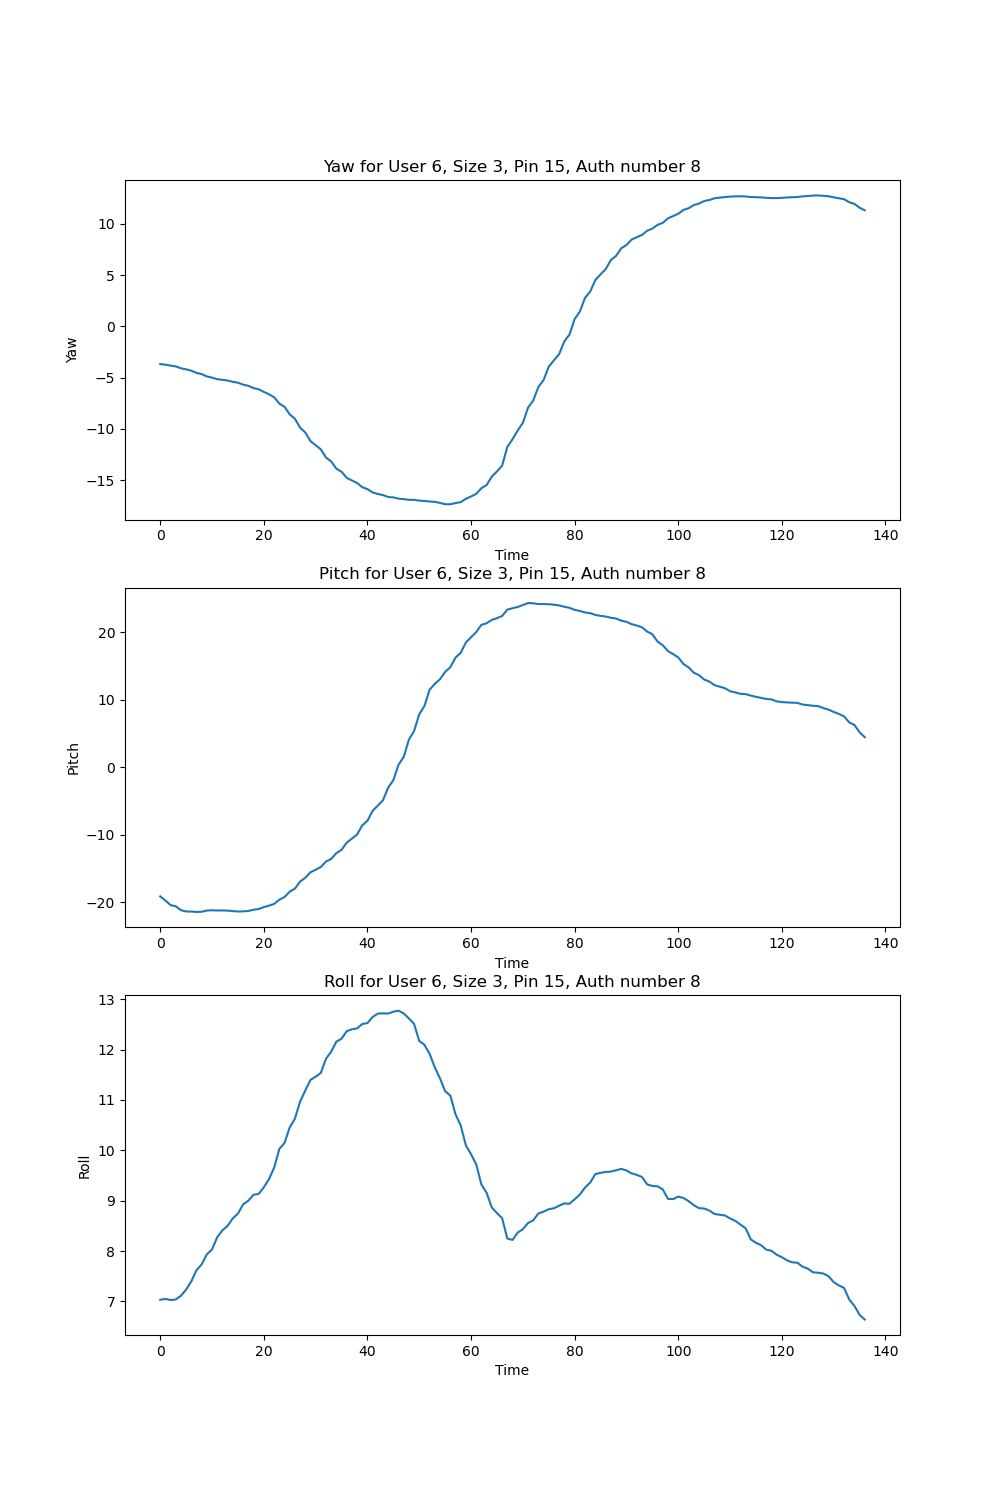 Yaw for User 6, Size 3, Pin 15, Auth number 8
10
5
0
−5
−10
−15
Yaw
0 20 40 60 80 100 120 140
Time
Pitch for User 6, Size 3, Pin 15, Auth number 8
20
10
0
−10
−20
Pitch
0 20 40 60 80 100 120 140
Time
Roll for User 6, Size 3, Pin 15, Auth number 8
13
12
11
10
9
8
7
Roll
0 20 40 60 80 100 120 140
Time